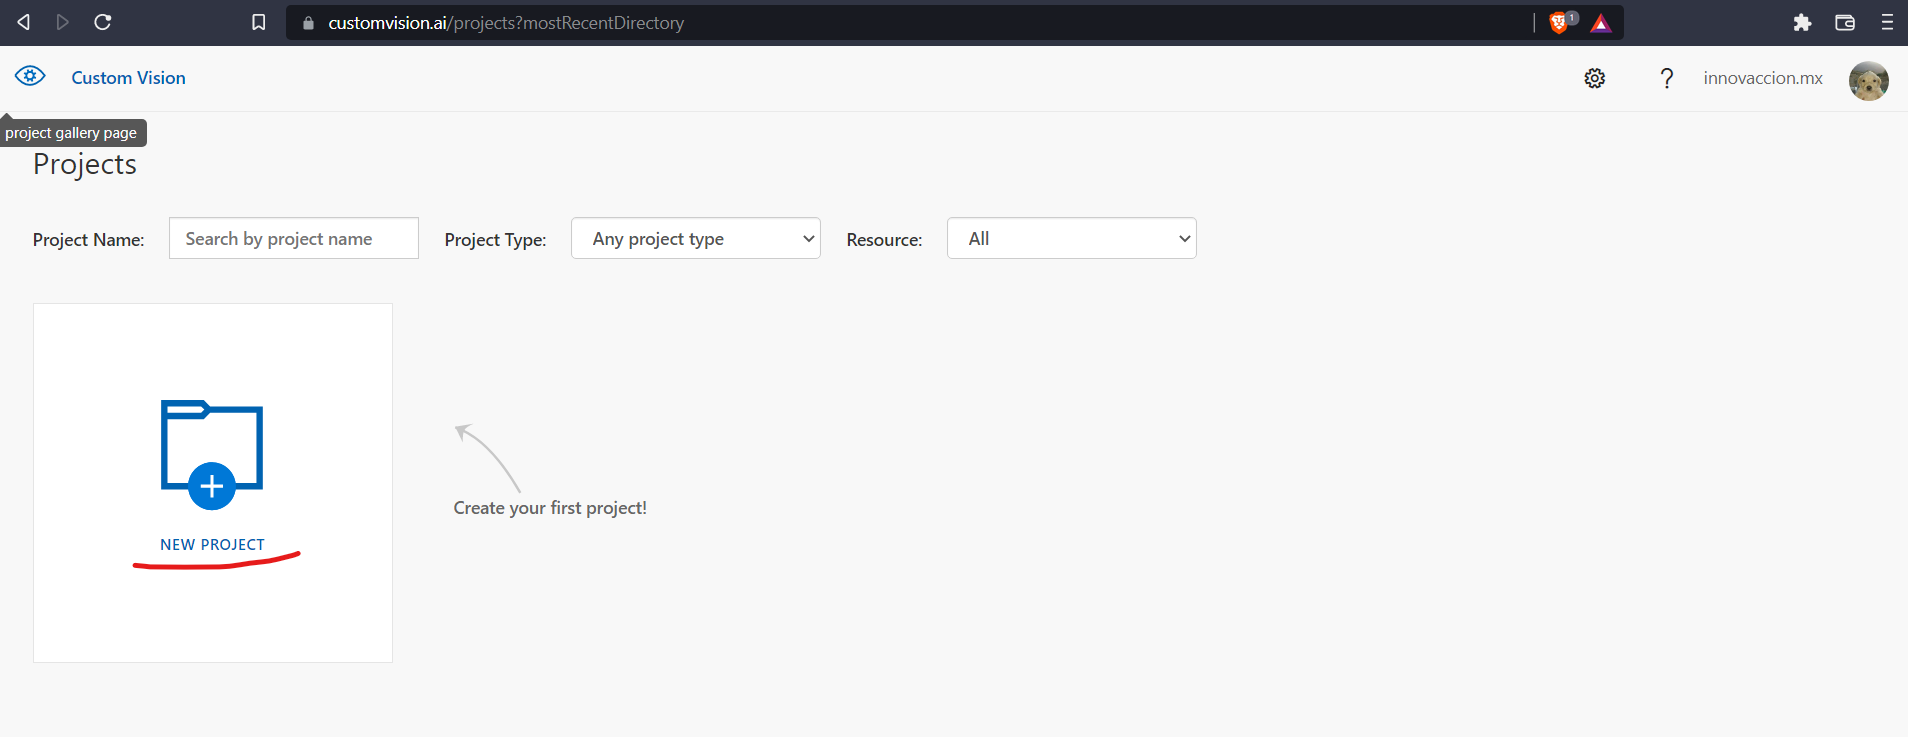 customvision.ai/projects?mostRecentDirectory
1
Custom Vision
?
innovaccion.mx
project gallery page
Projects
Project Name: Search by project name Project Type: Any project type Resource: All
Create your first project!
NEW PROJECT